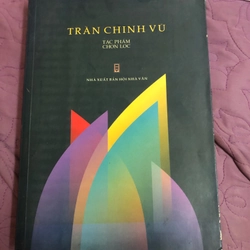 TRẦN CHINH VŨ
TÁC PHẨM
CHỌN LỌC
NHÀ XUẤT BẢN HỘI NHÀ VĂN